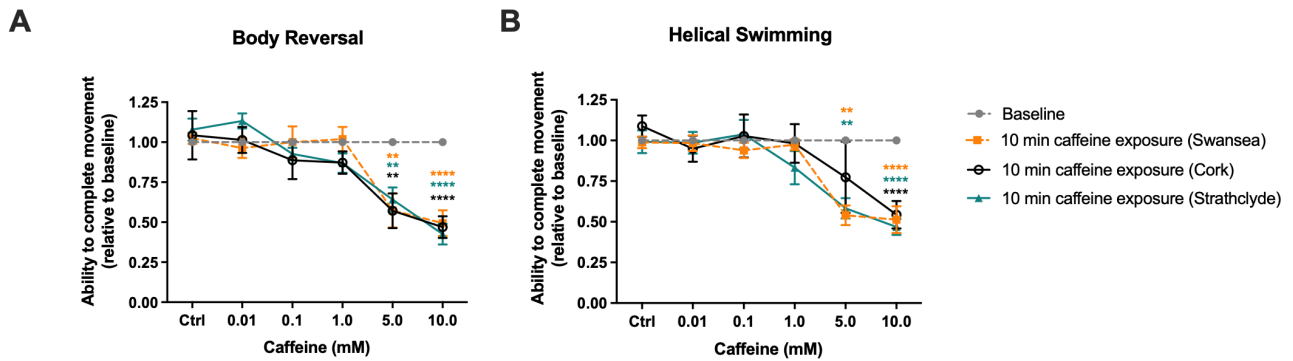 A
Body Reversal
Ability to complete movement
(relative to baseline)
1.25
1.00
0.75
0.50
0.25
0.00
**
**
**
****
****
****
Ctrl 0.01 0.1 1.0 5.0 10.0
Caffeine (mM)
B
Helical Swimming
Ability to complete movement
(relative to baseline)
1.25
1.00
0.75
0.50
0.25
0.00
**
**
****
****
****
Ctrl 0.01 0.1 1.0 5.0 10.0
Caffeine (mM)
Baseline
10 min caffeine exposure (Swansea)
10 min caffeine exposure (Cork)
10 min caffeine exposure (Strathclyde)